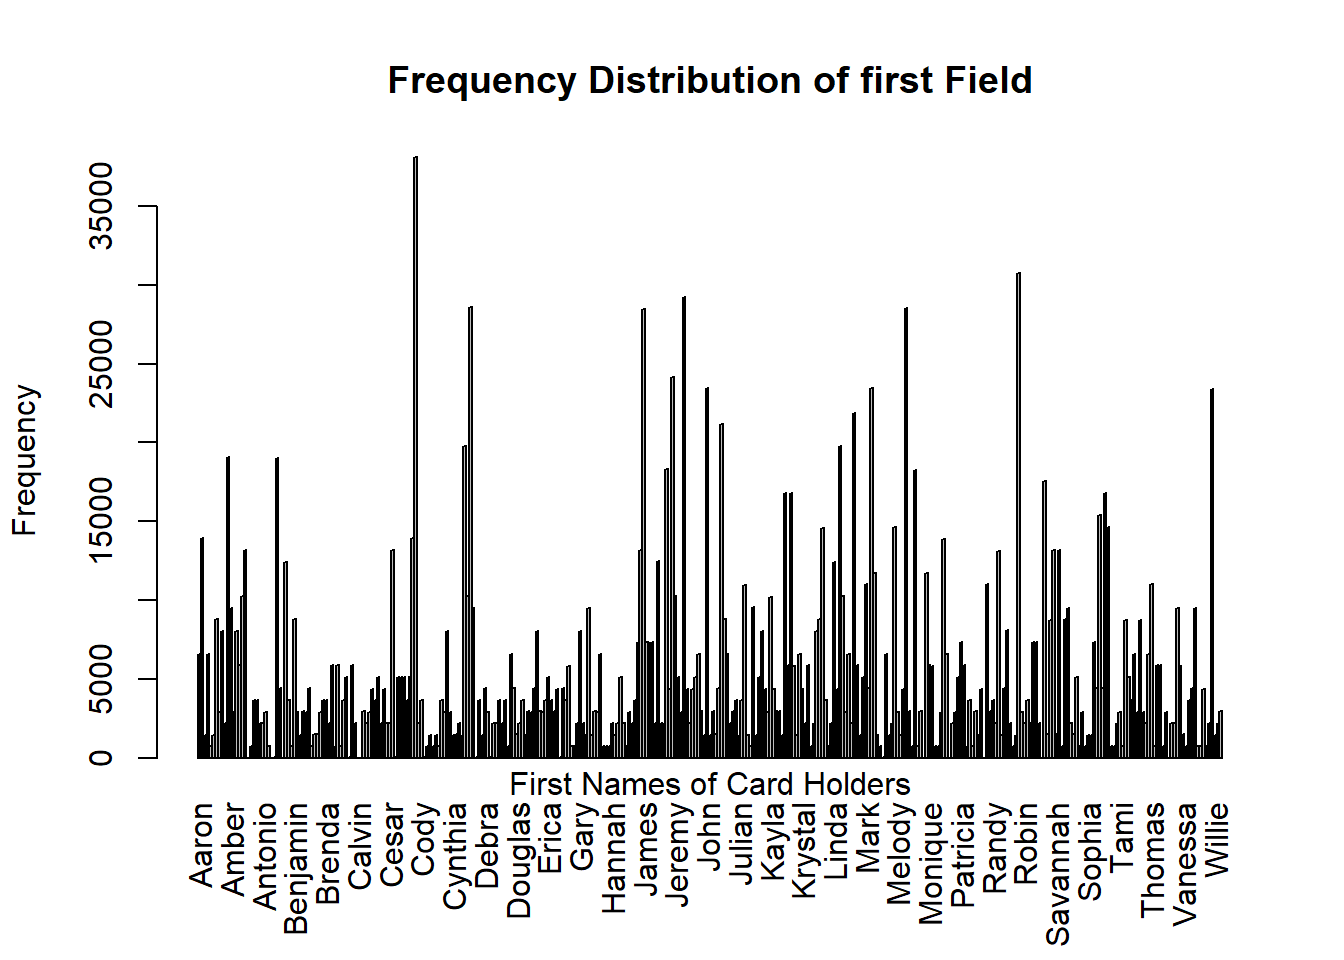 Frequency Distribution of first Field
Frequency
35000
25000
15000
5000
0
First Names of Card Holders
Aaron
Amber
Antonio
Benjamin
Brenda
Calvin
Cesar
Cody
Cynthia
Debra
Douglas
Erica
Gary
Hannah
James
Jeremy
John
Julian
Kayla
Krystal
Linda
Mark
Melody
Monique
Patricia
Randy
Robin
Savannah
Sophia
Tami
Thomas
Vanessa
Willie